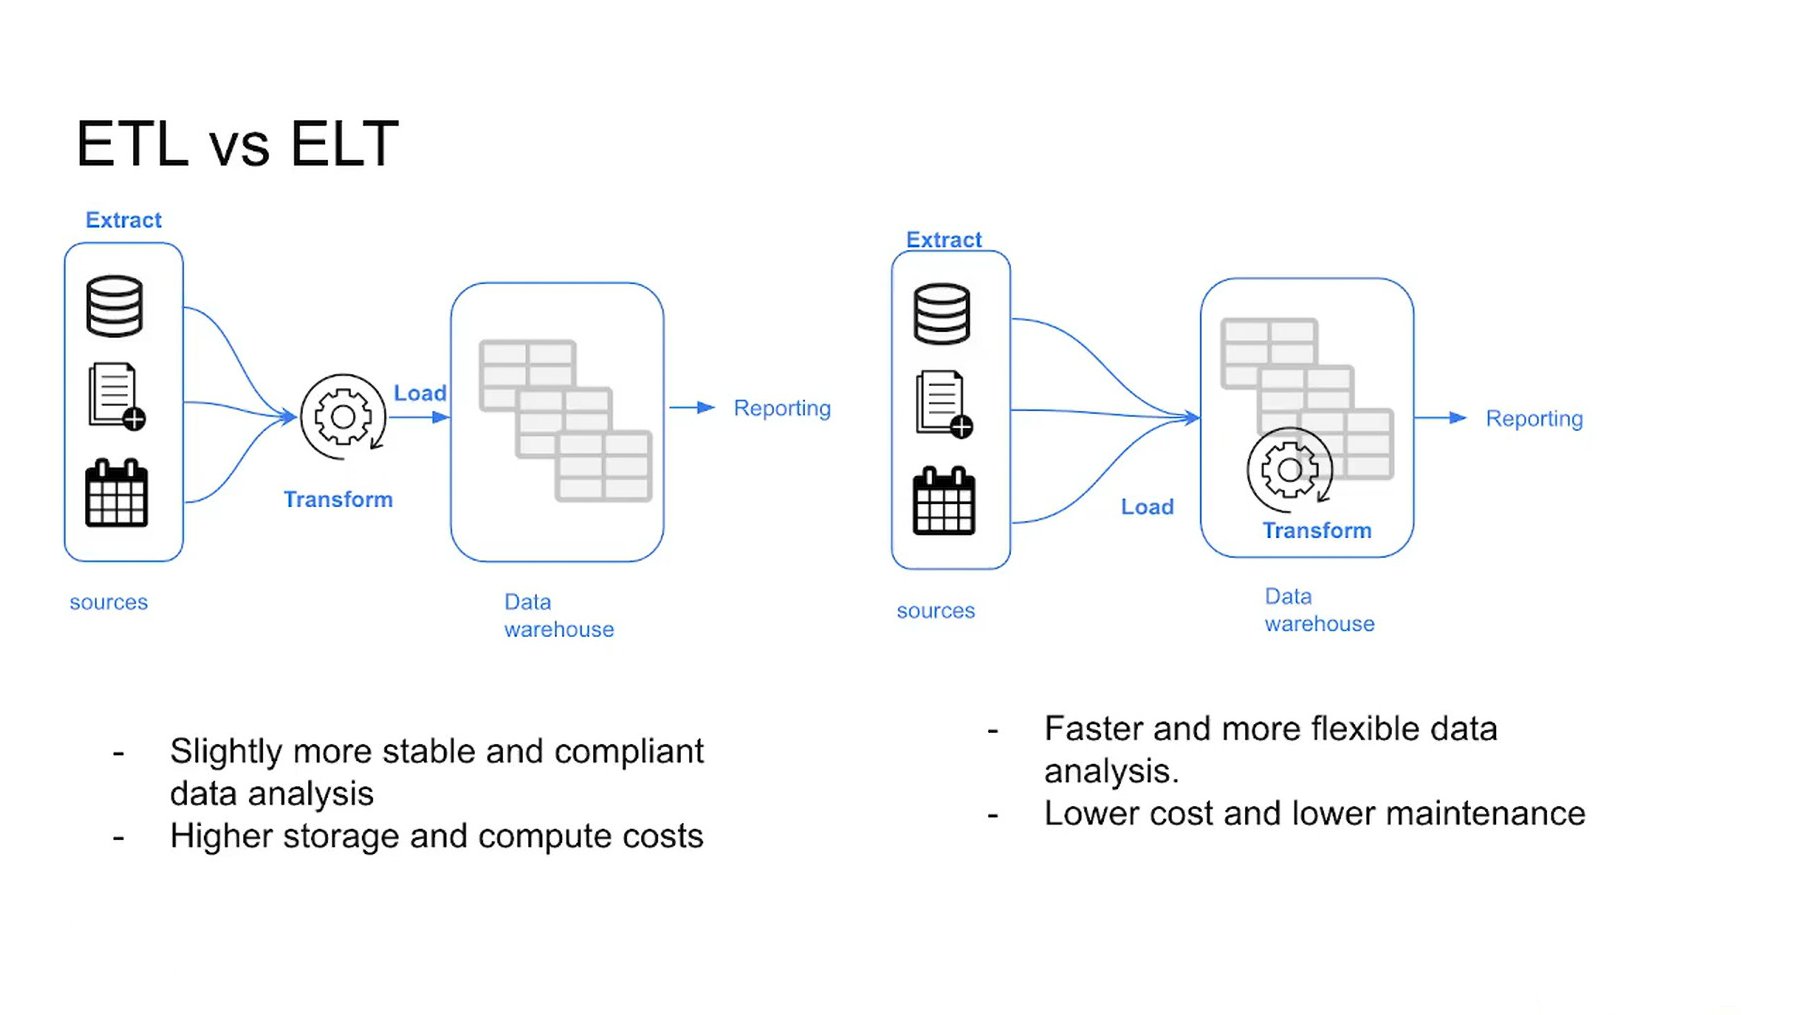 ETL vs ELT
Extract
Load
Transform
sources
Data
warehouse
Reporting
Extract
Load
Transform
sources
Data
warehouse
Reporting
- Slightly more stable and compliant
data analysis
- Higher storage and compute costs
- Faster and more flexible data
analysis.
- Lower cost and lower maintenance